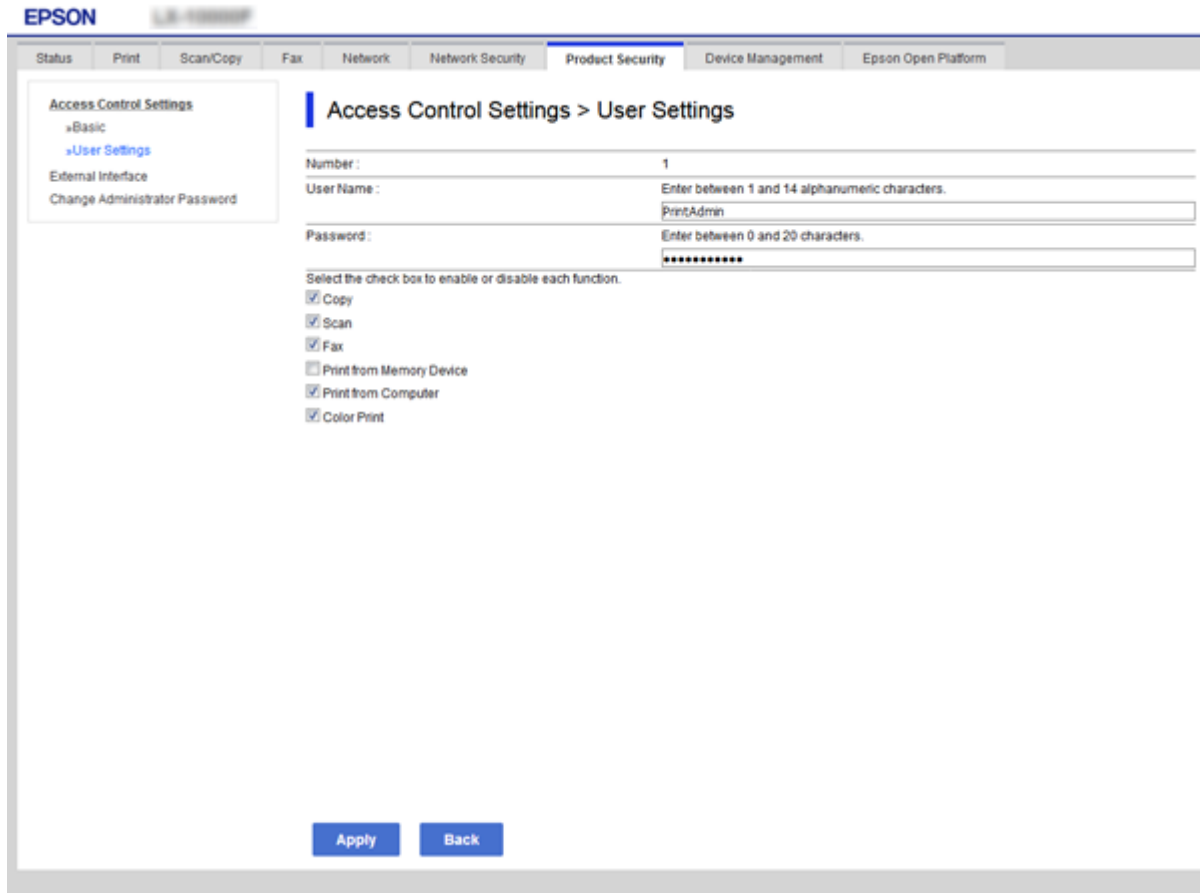 EPSON
Status Print Scan/Copy Fax Network Network Security Product Security Device Management Epson Open Platform
Access Control Settings
»Basic
»User Settings
External Interface
Change Administrator Password
Access Control Settings > User Settings
Number : 1
User Name : Enter between 1 and 14 alphanumeric characters.
PrintAdmin
Password : Enter between 0 and 20 characters.
•••••••••••
Select the check box to enable or disable each function.
Copy
Scan
Fax
Print from Memory Device
Print from Computer
Color Print
Apply Back